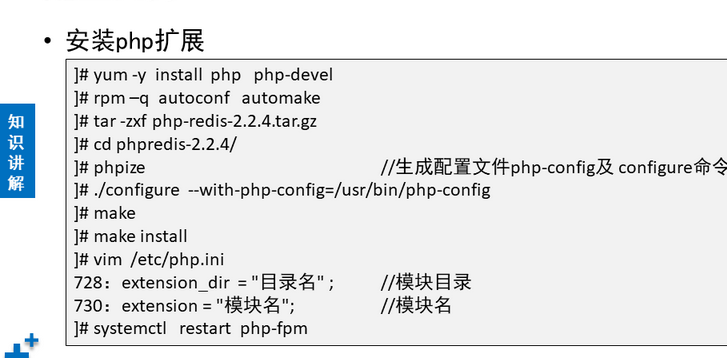 • 安装php扩展
]# yum -y install php php-devel
]# rpm –q autoconf automake
]# tar -zxf php-redis-2.2.4.tar.gz
]# cd phpredis-2.2.4/
]# phpize //生成配置文件php-config及 configure命令
]# ./configure --with-php-config=/usr/bin/php-config
]# make
]# make install
]# vim /etc/php.ini
728：extension_dir = "目录名" ; //模块目录
730：extension = "模块名"; //模块名
]# systemctl restart php-fpm
知识讲解